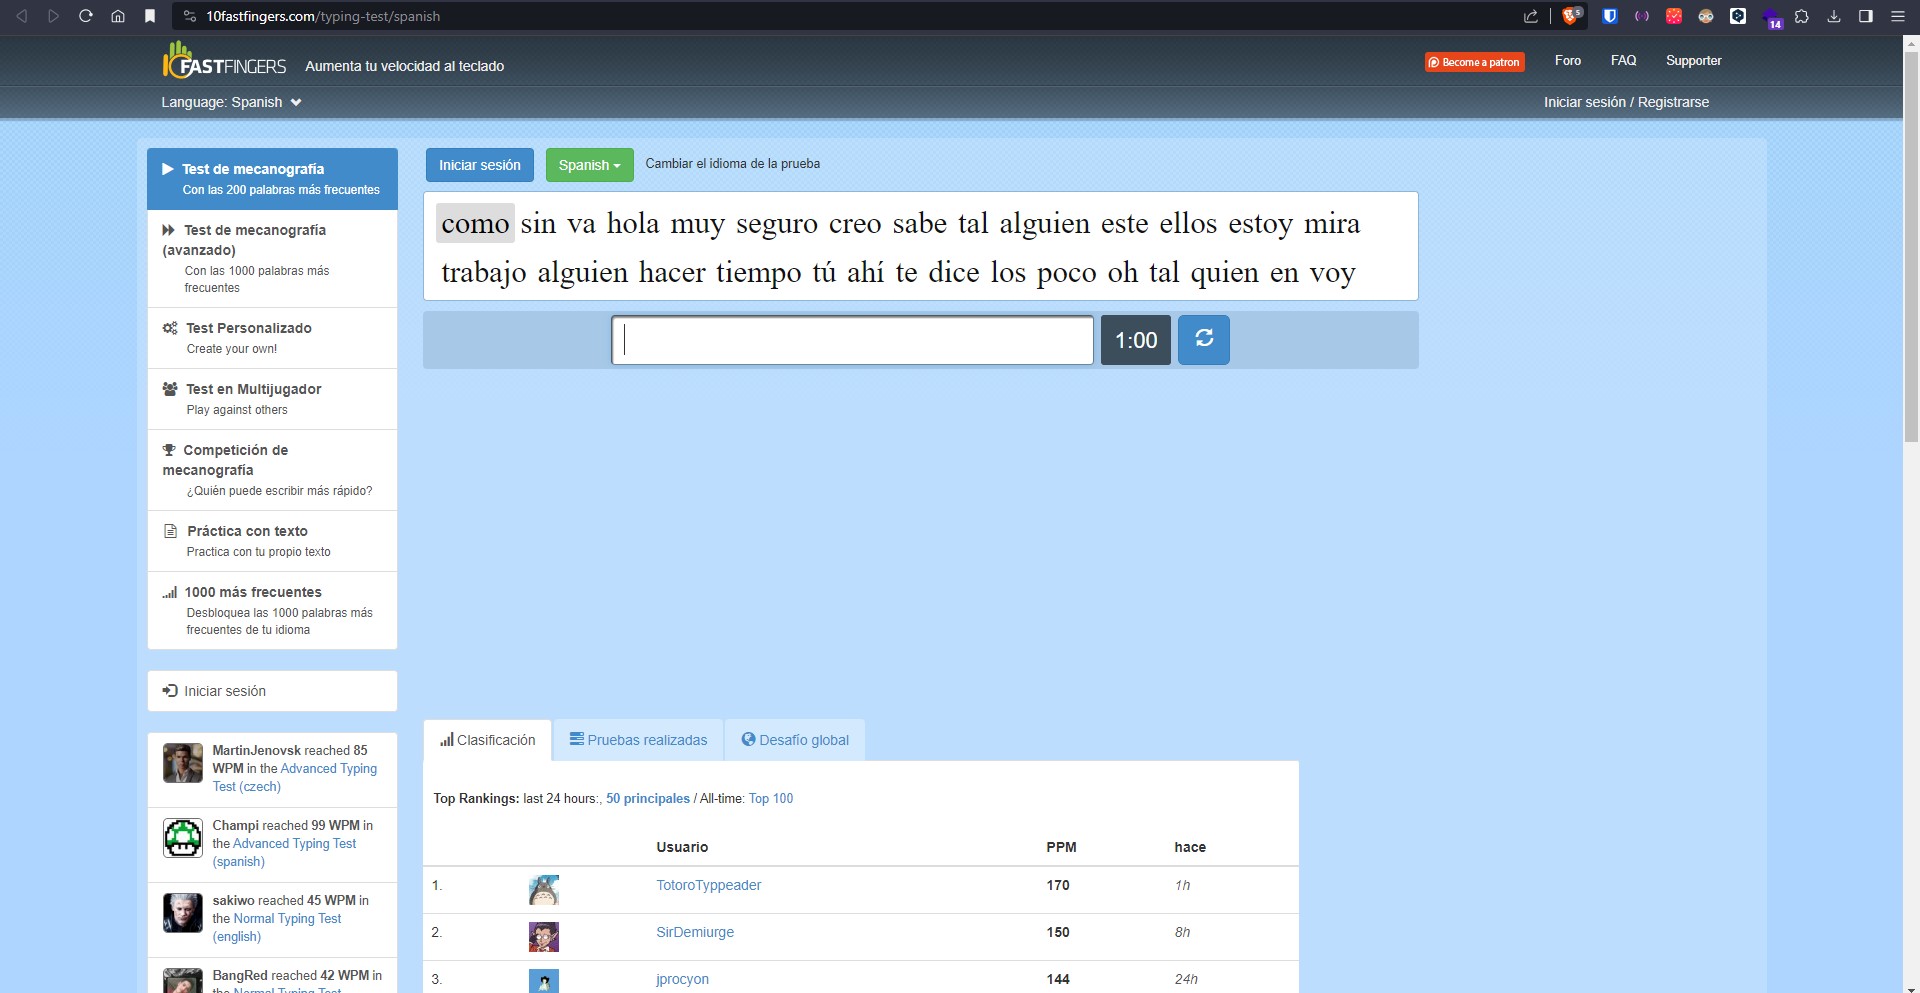 10fastfingers.com/typing-test/spanish
5
14
FASTFINGERS
Aumenta tu velocidad al teclado
Become a patron
Foro
FAQ
Supporter
Language: Spanish
Iniciar sesión / Registrarse
Test de mecanografía
Con las 200 palabras más frecuentes
Test de mecanografía
(avanzado)
Con las 1000 palabras más
frecuentes
Test Personalizado
Create your own!
Test en Multijugador
Play against others
Competición de
mecanografía
¿Quién puede escribir más rápido?
Práctica con texto
Practica con tu propio texto
1000 más frecuentes
Desbloquea las 1000 palabras más
frecuentes de tu idioma
Iniciar sesión
MartinJenovsk reached 85
WPM in the Advanced Typing
Test (czech)
Champi reached 99 WPM in
the Advanced Typing Test
(spanish)
sakiwo reached 45 WPM in
the Normal Typing Test
(english)
BangRed reached 42 WPM in
the Normal Typing Test
Iniciar sesión
Spanish
Cambiar el idioma de la prueba
como sin va hola muy seguro creo sabe tal alguien este ellos estoy mira
trabajo alguien hacer tiempo tú ahí te dice los poco oh tal quien en voy
1:00
Clasificación
Pruebas realizadas
Desafío global
Top Rankings: last 24 hours:, 50 principales / All-time: Top 100
Usuario PPM hace
1. TotoroTyppeader 170 1h
2. SirDemiurge 150 8h
3. jprocyon 144 24h